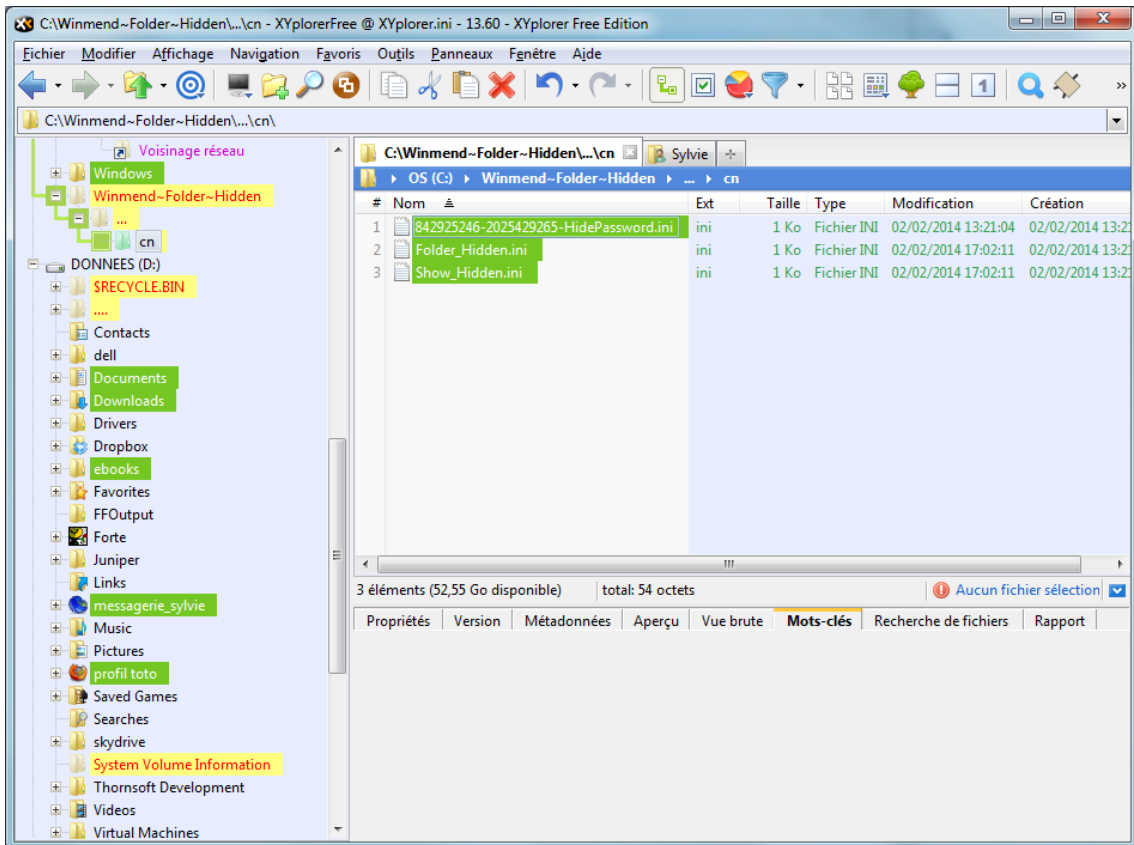 C:\Winmend~Folder~Hidden\...\cn - XYplorerFree @ XYplorer.ini - 13.60 - XYplorer Free Edition
Fichier Modifier Affichage Navigation Favoris Outils Panneaux Fenêtre Aide
C:\Winmend~Folder~Hidden\...\cn\
Voisinage réseau
Windows
Winmend~Folder~Hidden
...
cn
DONNEES (D:)
$RECYCLE.BIN
....
Contacts
dell
Documents
Downloads
Drivers
Dropbox
ebooks
Favorites
FFOutput
Forte
Juniper
Links
messagerie_sylvie
Music
Pictures
profil toto
Saved Games
Searches
skydrive
System Volume Information
Thornsoft Development
Videos
Virtual Machines
C:\Winmend~Folder~Hidden\...\cn Sylvie
OS (C:) Winmend~Folder~Hidden ... cn
# Nom Ext Taille Type Modification Création
1 842925246-2025429265-HidePassword.ini ini 1 Ko Fichier INI 02/02/2014 13:21:04 02/02/2014 13:21
2 Folder_Hidden.ini ini 1 Ko Fichier INI 02/02/2014 17:02:11 02/02/2014 13:21
3 Show_Hidden.ini ini 1 Ko Fichier INI 02/02/2014 17:02:11 02/02/2014 13:21
3 éléments (52,55 Go disponible) total: 54 octets Aucun fichier sélection
Propriétés Version Métadonnées Aperçu Vue brute Mots-clés Recherche de fichiers Rapport